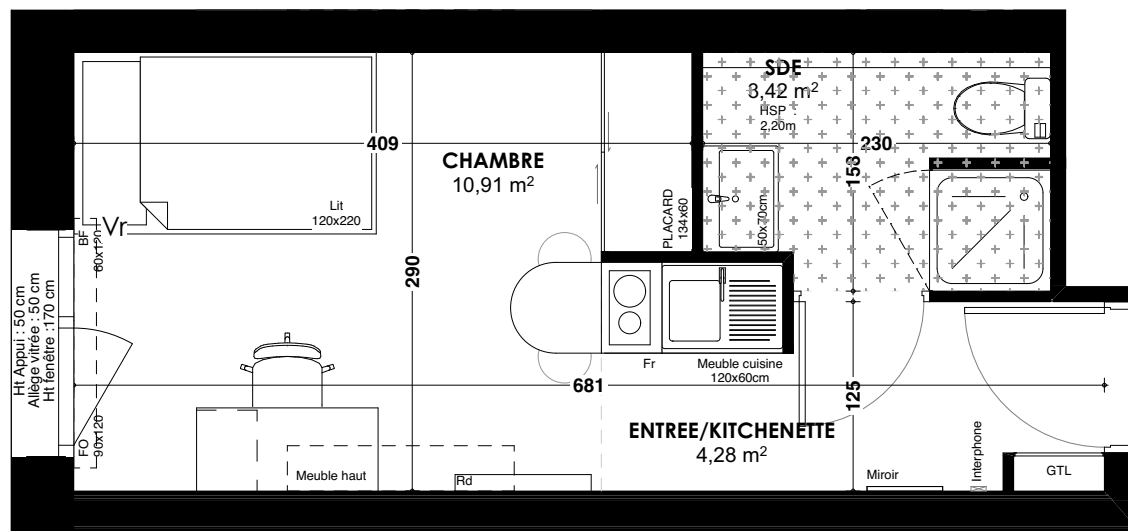 SDE
3,42 m²
HSP :
2,20m
409
230
CHAMBRE
10,91 m²
158
Lit
120x220
PLACARD
134x60
50x70cm
Vr
BF
60x120
290
Ht Appui : 50 cm
Allège vitrée : 50 cm
Ht fenêtre :170 cm
Fr
Meuble cuisine
120x60cm
681
125
ENTREE/KITCHENETTE
4,28 m²
FO
90x120
Meuble haut
Rd
Miroir
Interphone
GTL